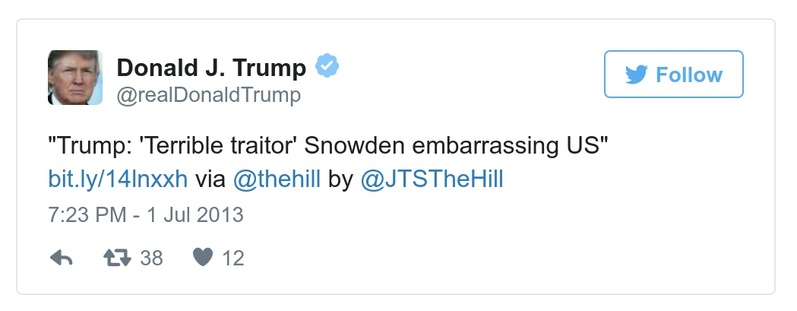 Donald J. Trump
@realDonaldTrump
Follow
"Trump: 'Terrible traitor' Snowden embarrassing US"
bit.ly/14lnxxh via @thehill by @JTSTheHill
7:23 PM - 1 Jul 2013
38 12